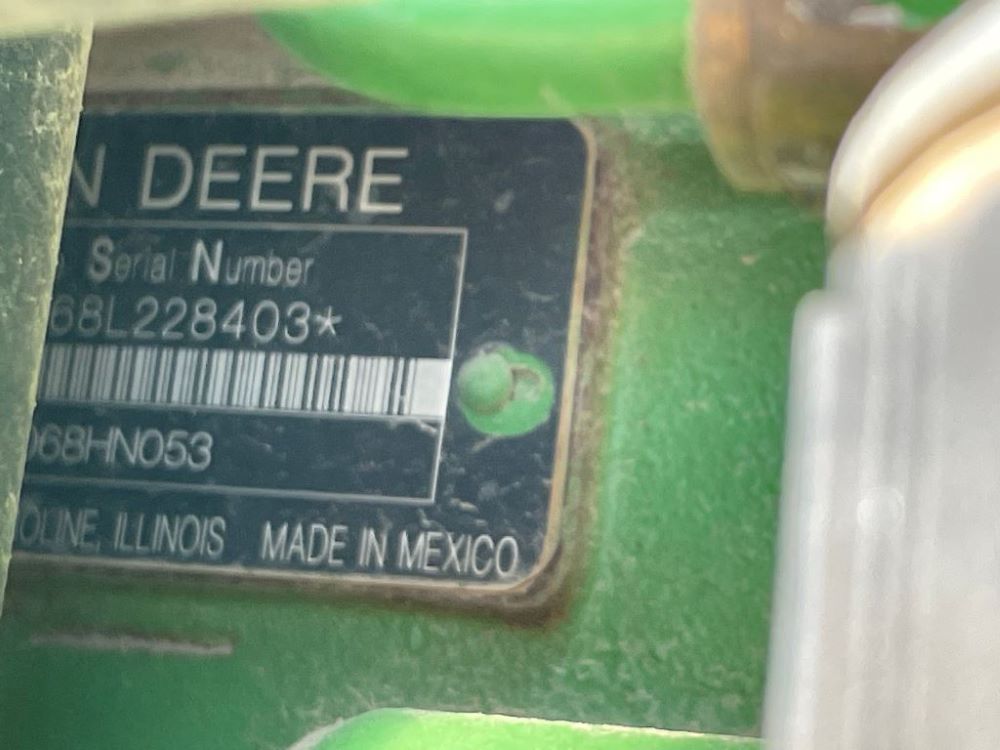 N DEERE
Serial Number
68L228403*
068HN053
OLINE, ILLINOIS MADE IN MEXICO